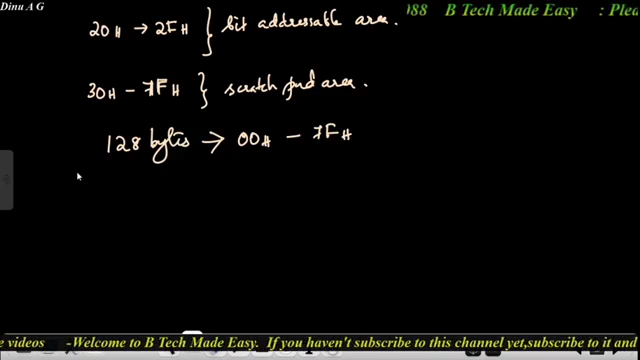 Dinu A G
988 B Tech Made Easy : Plea
20H → 2FH } bit addressable area.
30H - 7FH } scratch pad area.
128 bytes → 00H - 7FH
e videos -Welcome to B Tech Made Easy. If you haven't subscribe to this channel yet,subscribe to it and